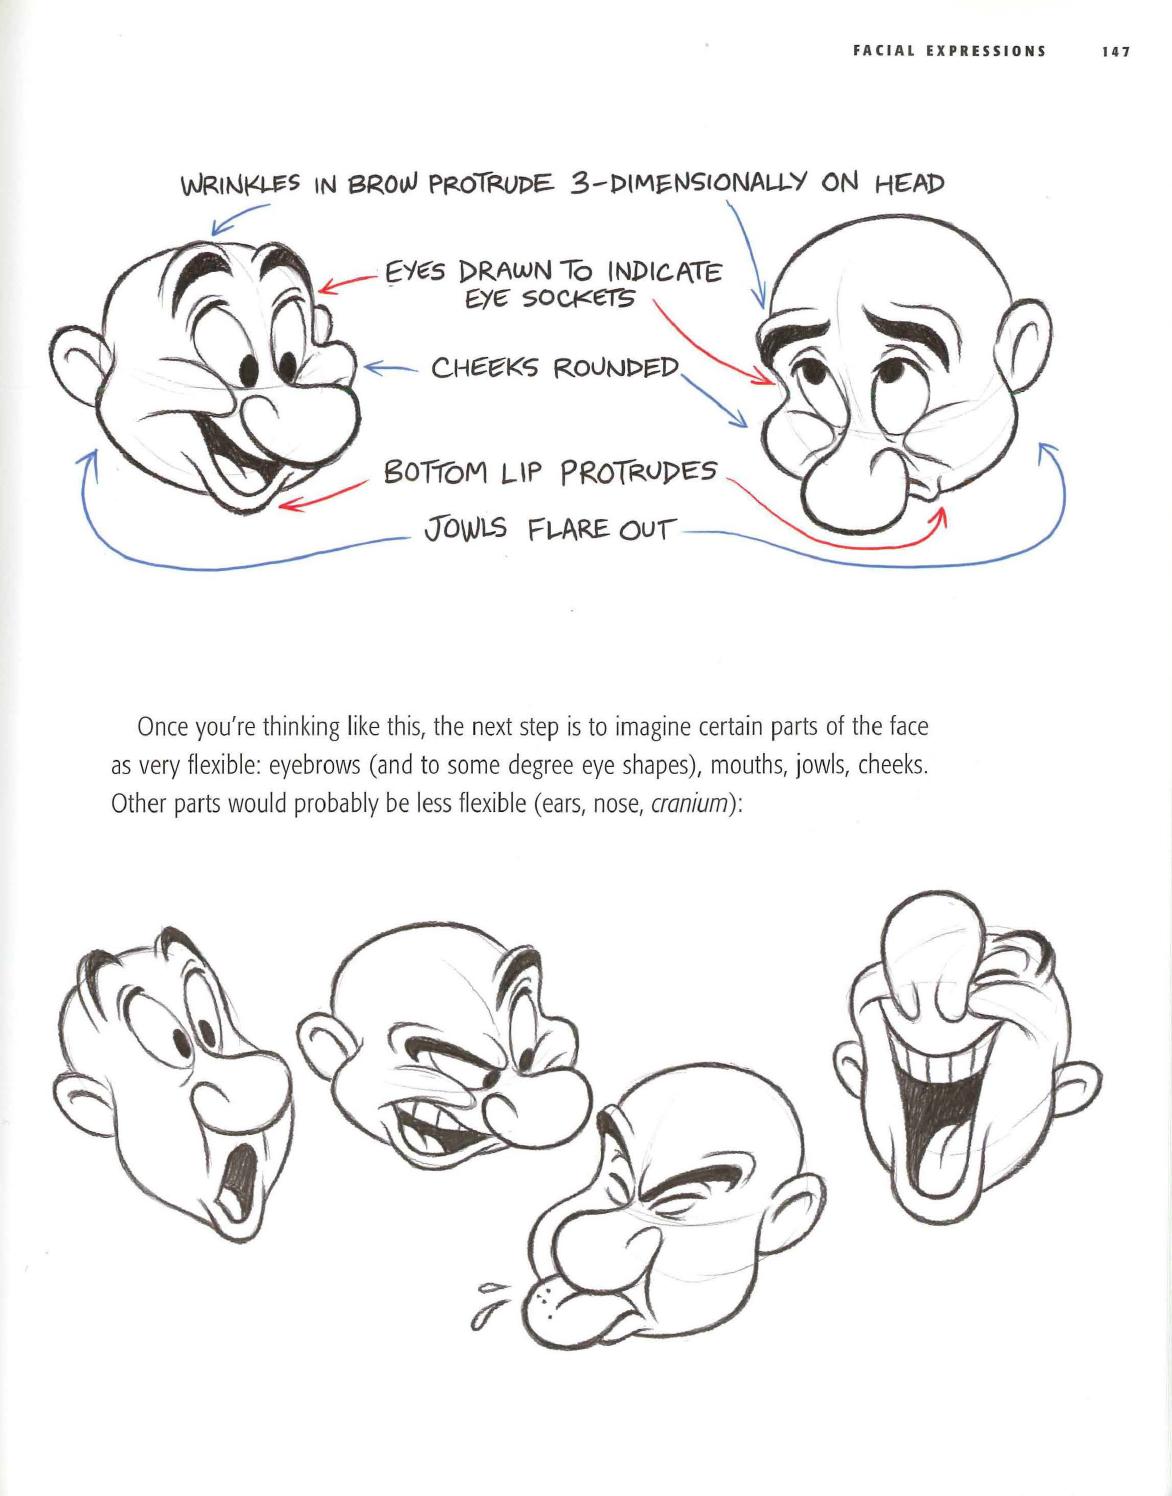 FACIAL EXPRESSIONS 147
WRINKLES IN BROW PROTRUDE 3-DIMENSIONALLY ON HEAD
EYES DRAWN TO INDICATE
EYE SOCKETS
CHEEKS ROUNDED
BOTTOM LIP PROTRUDES
JOWLS FLARE OUT
Once you're thinking like this, the next step is to imagine certain parts of the face
as very flexible: eyebrows (and to some degree eye shapes), mouths, jowls, cheeks.
Other parts would probably be less flexible (ears, nose, cranium):